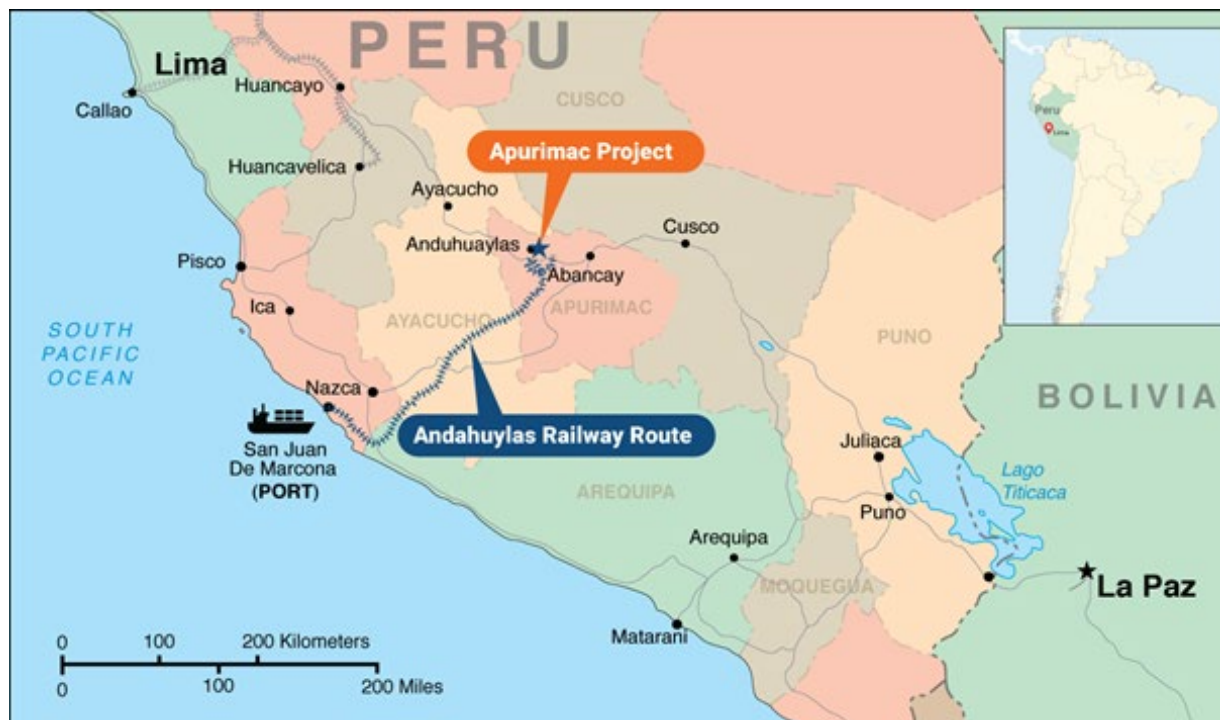 PERU
Lima
Huancayo
Callao
CUSCO
Peru
Lima
Apurimac Project
Huancavelica
Ayacucho
Cusco
Anduhuaylas
Pisco
Abancay
Ica
APURIMAC
AYACUCHO
SOUTH
PACIFIC
OCEAN
PUNO
Nazca
BOLIVIA
Andahuylas Railway Route
San Juan
De Marcona
(PORT)
Juliaca
Lago
Titicaca
AREQUIPA
Puno
Arequipa
MOQUEGUA
La Paz
Matarani
0 100 200 Kilometers
0 100 200 Miles